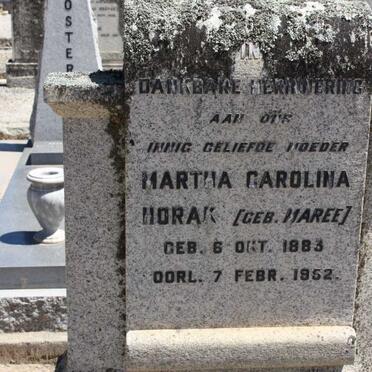 DANKBARE HERINNERING
AAN ONS
INNIG GELIEFDE MOEDER
MARTHA CAROLINA
HORAK [GEB. MAREE]
GEB. 6 OKT. 1883
OORL. 7 FEBR. 1952.
OSTER